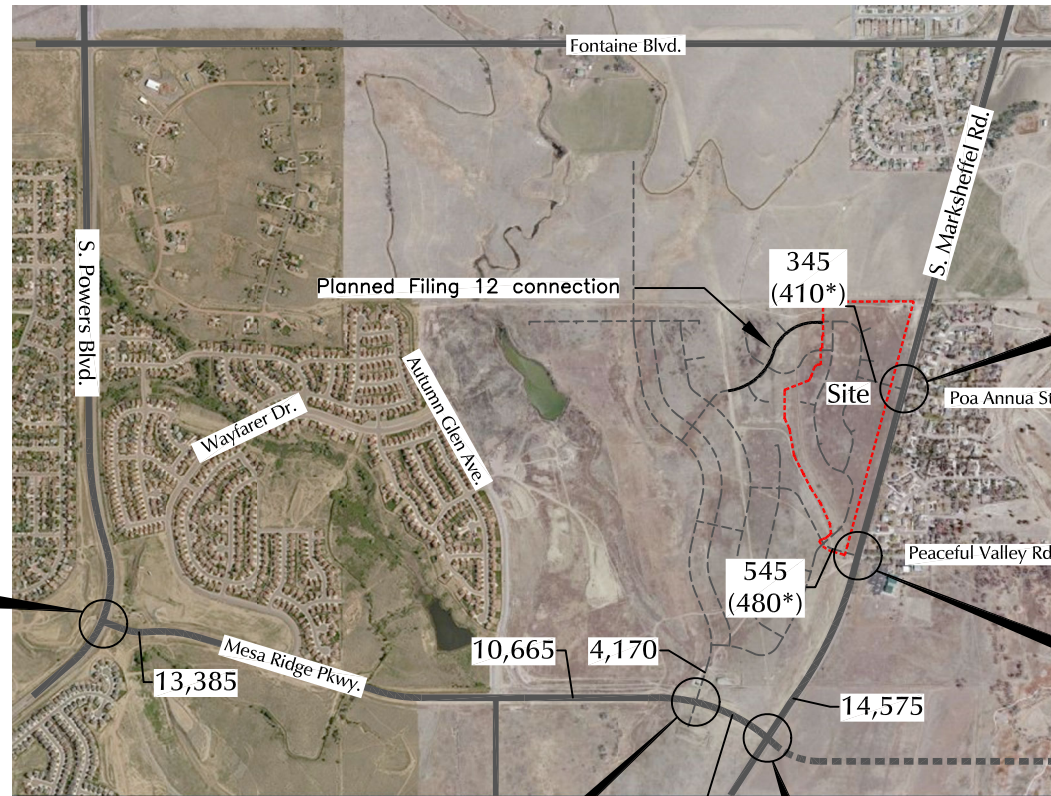 Fontaine Blvd.
S. Marksheffel Rd.
S. Powers Blvd.
345
(410*)
Planned Filing 12 connection
Autumn Glen Ave.
Site
Poa Annua St
Wayfarer Dr.
Peaceful Valley Rd
545
(480*)
Mesa Ridge Pkwy.
10,665
4,170
13,385
14,575